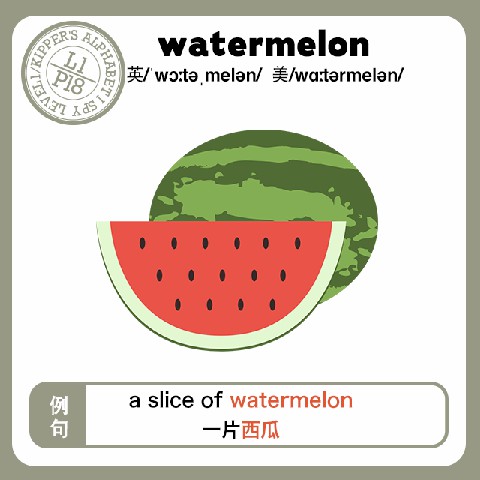 LEVEL1/KIPPER'S ALPHABET I SPY
L1
P18
watermelon
英/ˈwɔːtəˌmelən/ 美/wɑːtərmelən/
例句
a slice of watermelon
一片西瓜